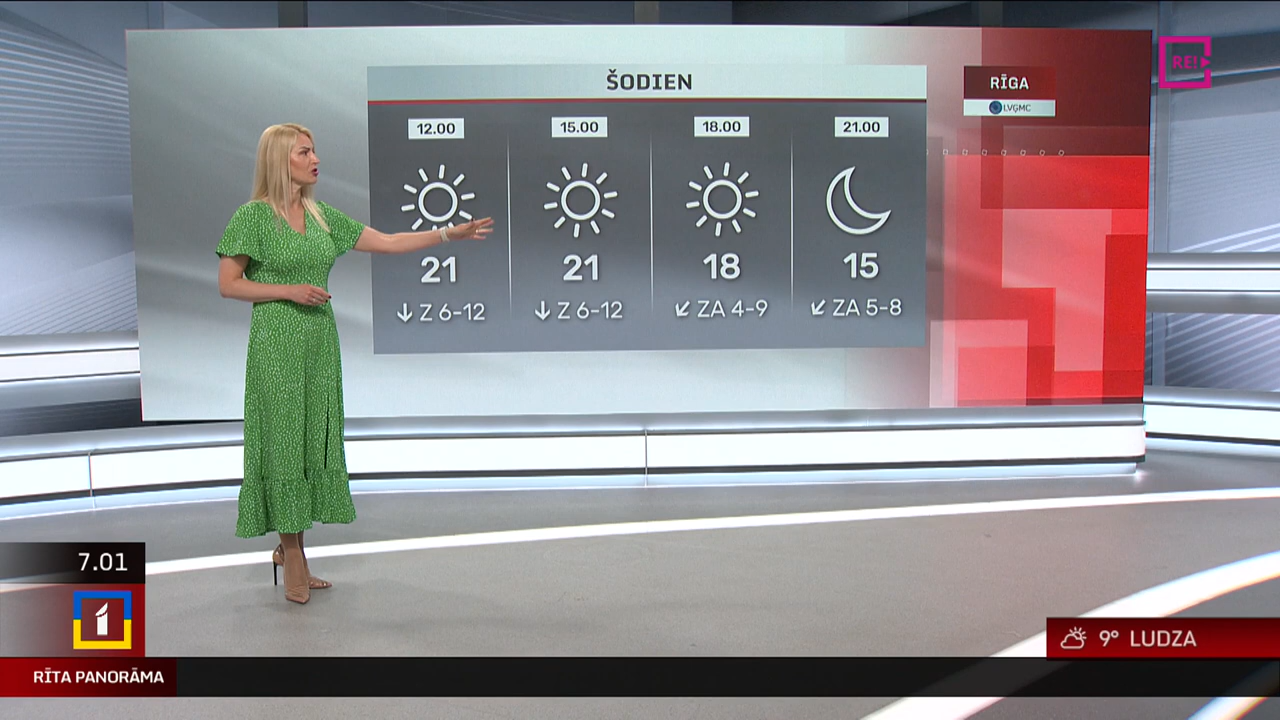 ŠODIEN
RĪGA
RE!
LVĢMC
12.00 15.00 18.00 21.00
21 21 18 15
Z 6-12 Z 6-12 ZA 4-9 ZA 5-8
7.01
1
9° LUDZA
RĪTA PANORĀMA